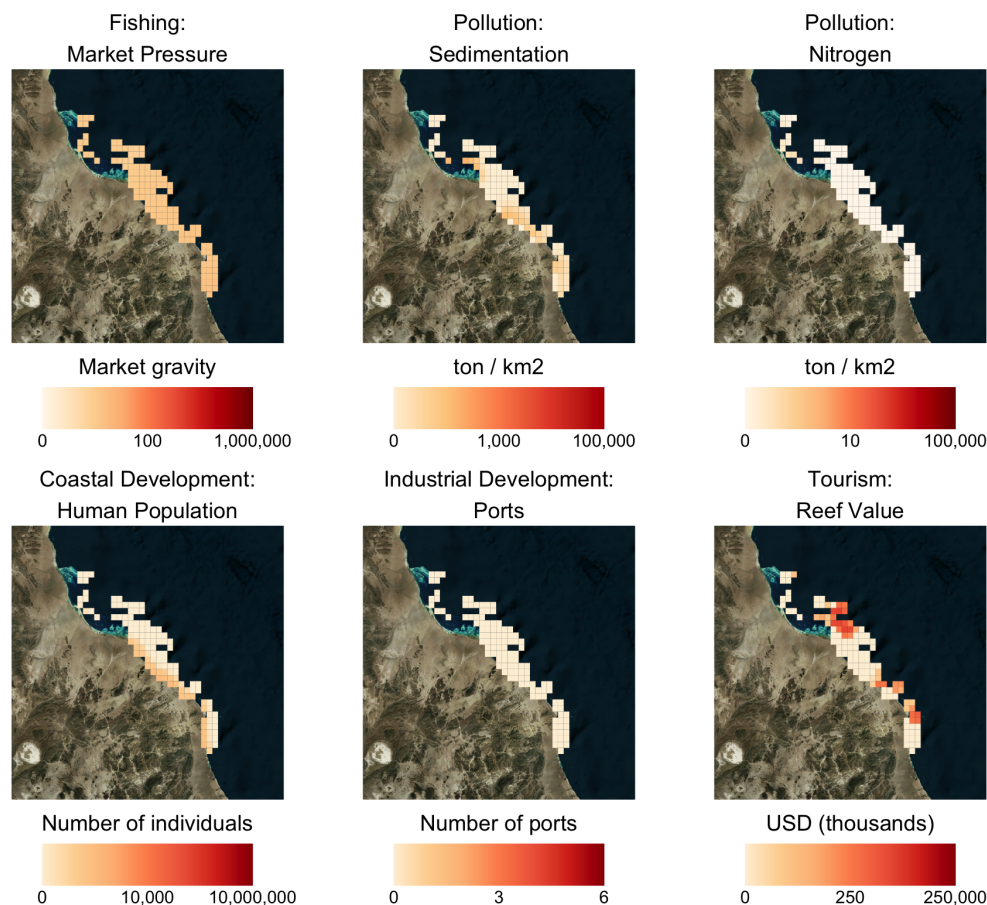 Fishing:
Market Pressure
Pollution:
Sedimentation
Pollution:
Nitrogen
Market gravity
0 100 1,000,000
ton / km2
0 1,000 100,000
ton / km2
0 10 100,000
Coastal Development:
Human Population
Industrial Development:
Ports
Tourism:
Reef Value
Number of individuals
0 10,000 10,000,000
Number of ports
0 3 6
USD (thousands)
0 250 250,000